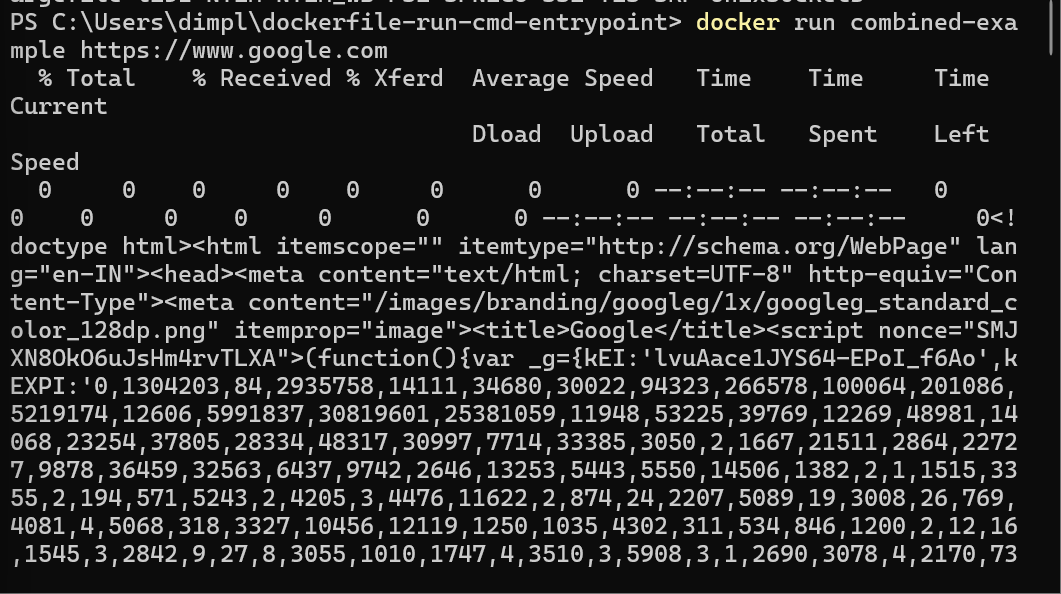 PS C:\Users\dimpl\dockerfile-run-cmd-entrypoint> docker run combined-exa
mple https://www.google.com
  % Total    % Received % Xferd  Average Speed   Time    Time     Time
Current
                                 Dload  Upload   Total   Spent    Left
Speed
  0     0    0     0    0     0      0      0 --:--:-- --:--:--   0
0    0     0    0     0      0      0 --:--:-- --:--:-- --:--:--     0<!
doctype html><html itemscope="" itemtype="http://schema.org/WebPage" lan
g="en-IN"><head><meta content="text/html; charset=UTF-8" http-equiv="Con
tent-Type"><meta content="/images/branding/googleg/1x/googleg_standard_c
olor_128dp.png" itemprop="image"><title>Google</title><script nonce="SMJ
XN8OkO6uJsHm4rvTLXA">(function(){var _g={kEI:'lvuAace1JYS64-EPoI_f6Ao',k
EXPI:'0,1304203,84,2935758,14111,34680,30022,94323,266578,100064,201086,
5219174,12606,5991837,30819601,25381059,11948,53225,39769,12269,48981,14
068,23254,37805,28334,48317,30997,7714,33385,3050,2,1667,21511,2864,2272
7,9878,36459,32563,6437,9742,2646,13253,5443,5550,14506,1382,2,1,1515,33
55,2,194,571,5243,2,4205,3,4476,11622,2,874,24,2207,5089,19,3008,26,769,
4081,4,5068,318,3327,10456,12119,1250,1035,4302,311,534,846,1200,2,12,16
,1545,3,2842,9,27,8,3055,1010,1747,4,3510,3,5908,3,1,2690,3078,4,2170,73